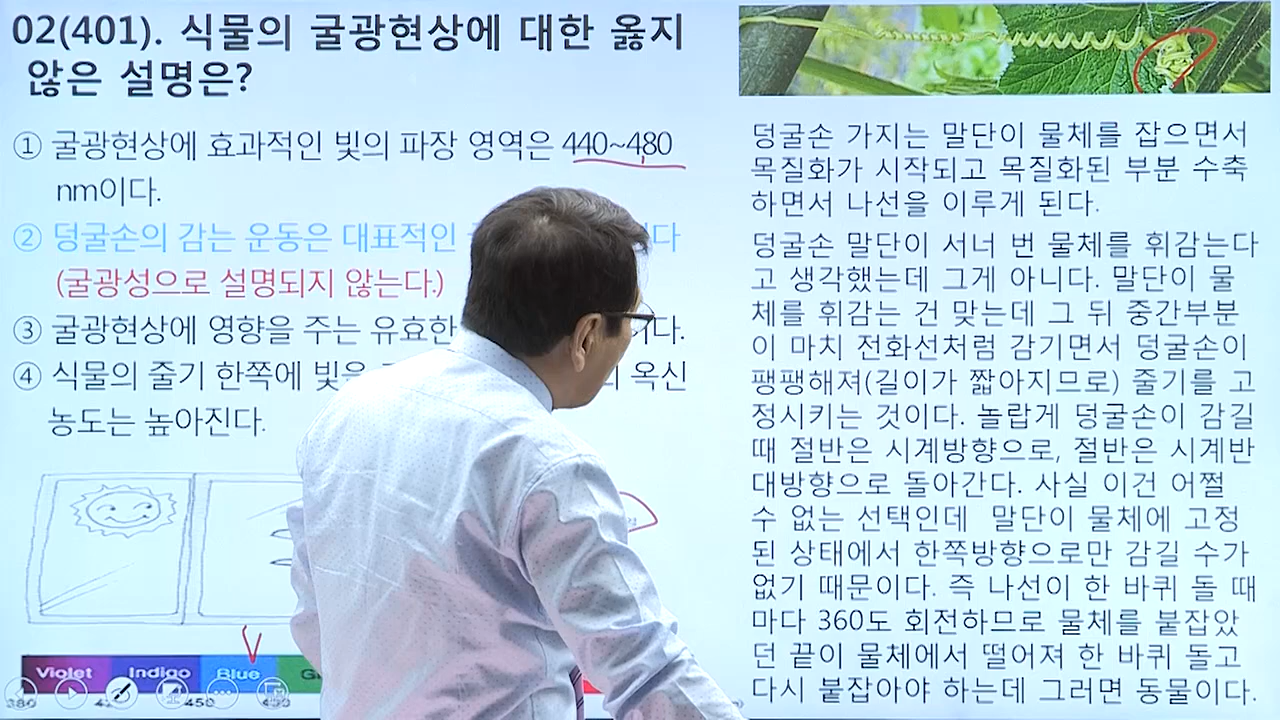 02(401). 식물의 굴광현상에 대한 옳지
않은 설명은?
① 굴광현상에 효과적인 빛의 파장 영역은 440~480
nm이다.
② 덩굴손의 감는 운동은 대표적인
(굴광성으로 설명되지 않는다.)
③ 굴광현상에 영향을 주는 유효한
④ 식물의 줄기 한쪽에 빛을 옥신
농도는 높아진다.
Violet Indigo Blue
덩굴손 가지는 말단이 물체를 잡으면서
목질화가 시작되고 목질화된 부분 수축
하면서 나선을 이루게 된다.
덩굴손 말단이 서너 번 물체를 휘감는다
고 생각했는데 그게 아니다. 말단이 물
체를 휘감는 건 맞는데 그 뒤 중간부분
이 마치 전화선처럼 감기면서 덩굴손이
팽팽해져(길이가 짧아지므로) 줄기를 고
정시키는 것이다. 놀랍게 덩굴손이 감길
때 절반은 시계방향으로, 절반은 시계반
대방향으로 돌아간다. 사실 이건 어쩔
수 없는 선택인데 말단이 물체에 고정
된 상태에서 한쪽방향으로만 감길 수가
없기 때문이다. 즉 나선이 한 바퀴 돌 때
마다 360도 회전하므로 물체를 붙잡았
던 끝이 물체에서 떨어져 한 바퀴 돌고
다시 붙잡아야 하는데 그러면 동물이다.